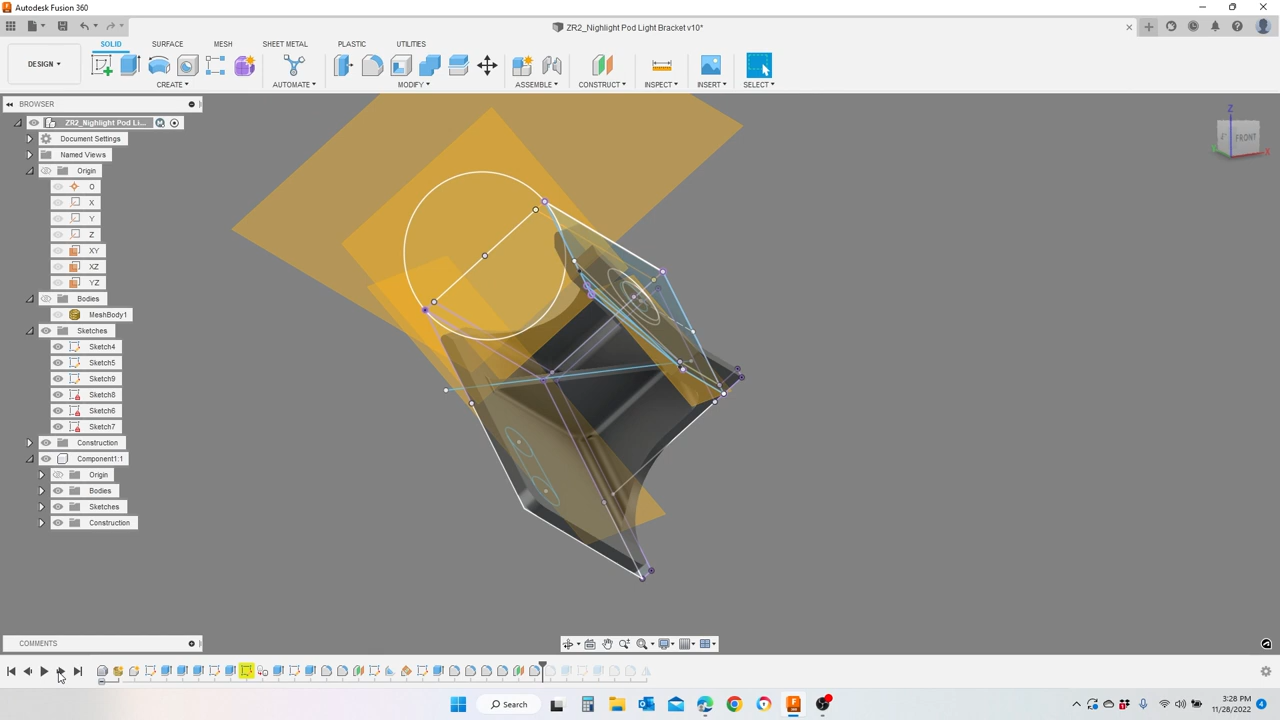 Autodesk Fusion 360
ZR2_Nighlight Pod Light Bracket v10*
SOLID SURFACE MESH SHEET METAL PLASTIC UTILITIES
DESIGN
CREATE AUTOMATE MODIFY ASSEMBLE CONSTRUCT INSPECT INSERT SELECT
BROWSER
ZR2_Nighlight Pod Li...
Document Settings
Named Views
Origin
O
X
Y
Z
XY
XZ
YZ
Bodies
MeshBody1
Sketches
Sketch4
Sketch5
Sketch9
Sketch8
Sketch6
Sketch7
Construction
Component1:1
Origin
Bodies
Sketches
Construction
Z
FRONT
X
COMMENTS
Search
3:28 PM
11/28/2022